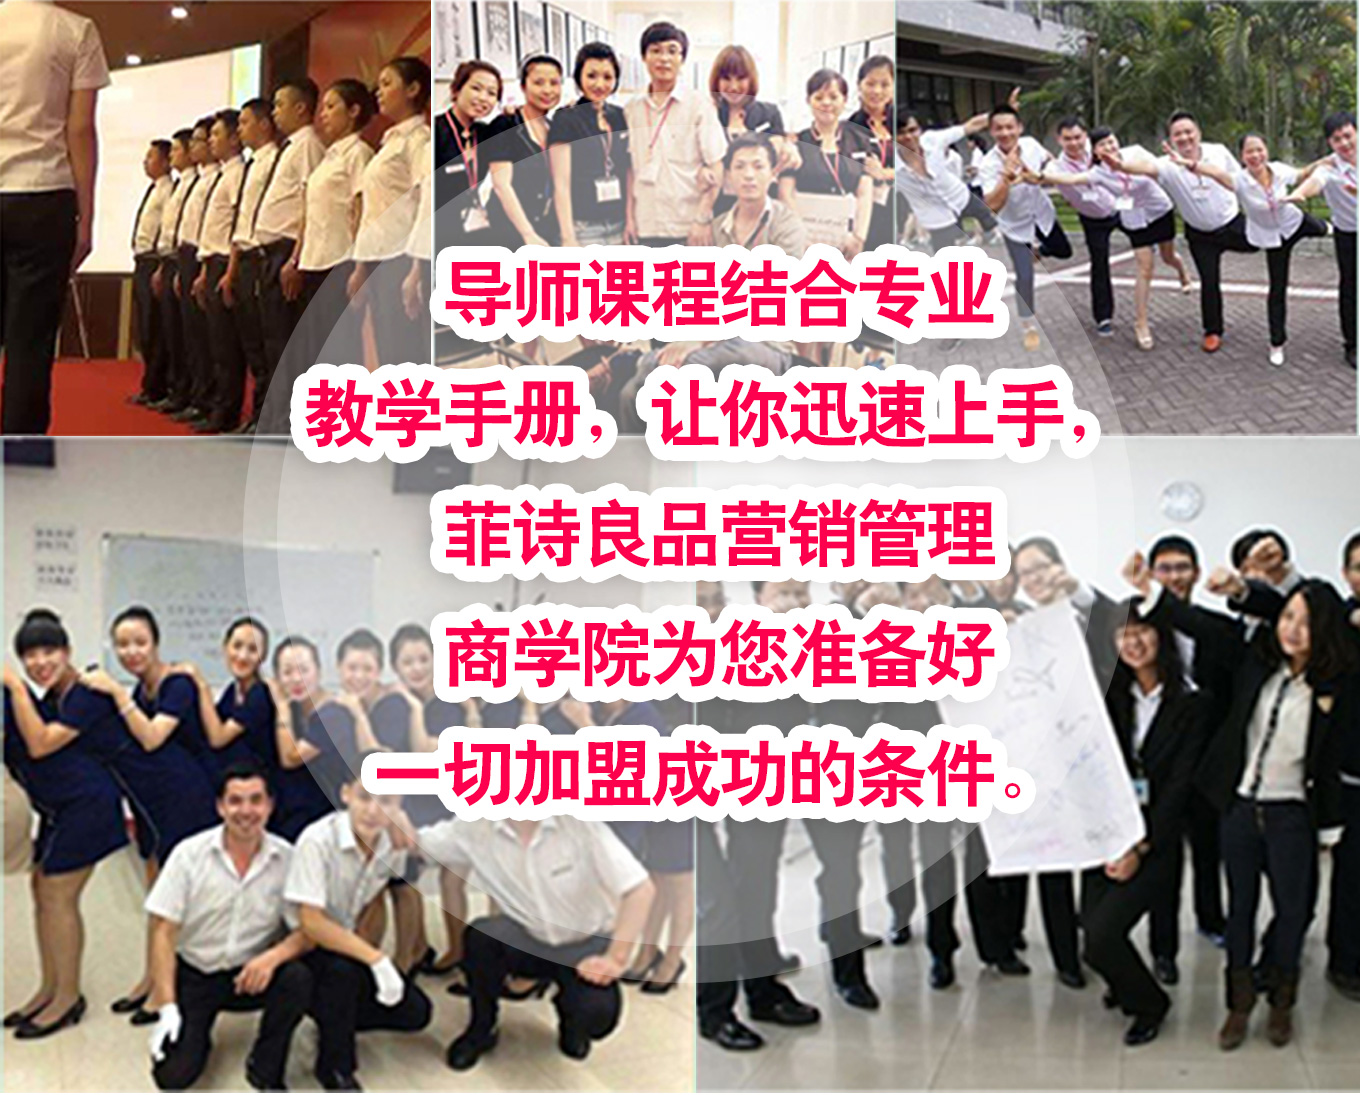 导师课程结合专业
教学手册，让你迅速上手，
菲诗良品营销管理
商学院为您准备好
一切加盟成功的条件。